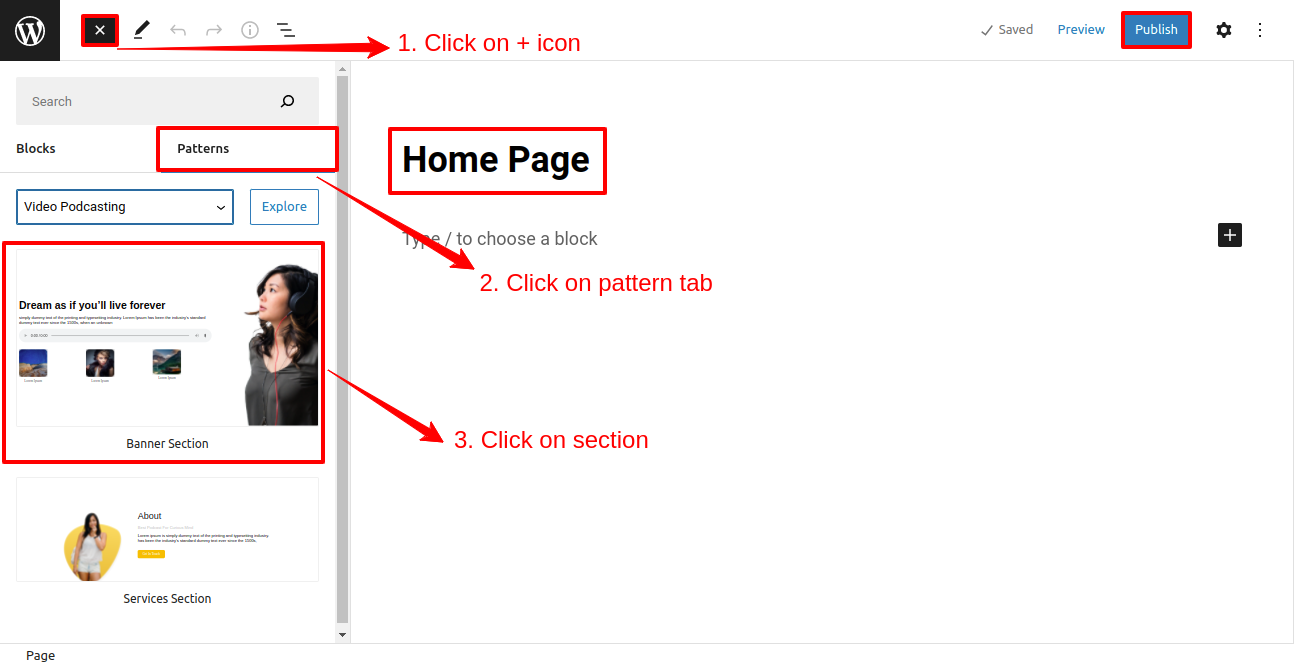 1. Click on + icon
Saved
Preview
Publish
Search
Blocks
Patterns
Video Podcasting
Explore
Home Page
Type / to choose a block
2. Click on pattern tab
Dream as if you'll live forever
simply dummy text of the printing and typesetting industry. Lorem Ipsum has been the industry's standard
dummy text ever since the 1500s, when an unknown
0:00 / 0:00
Lorem Ipsum
Lorem Ipsum
Lorem Ipsum
Banner Section
3. Click on section
About
Lorem ipsum is simply dummy text of the printing and typesetting industry.
has been the industry's standard dummy text ever since the 1500s.
Services Section
Page